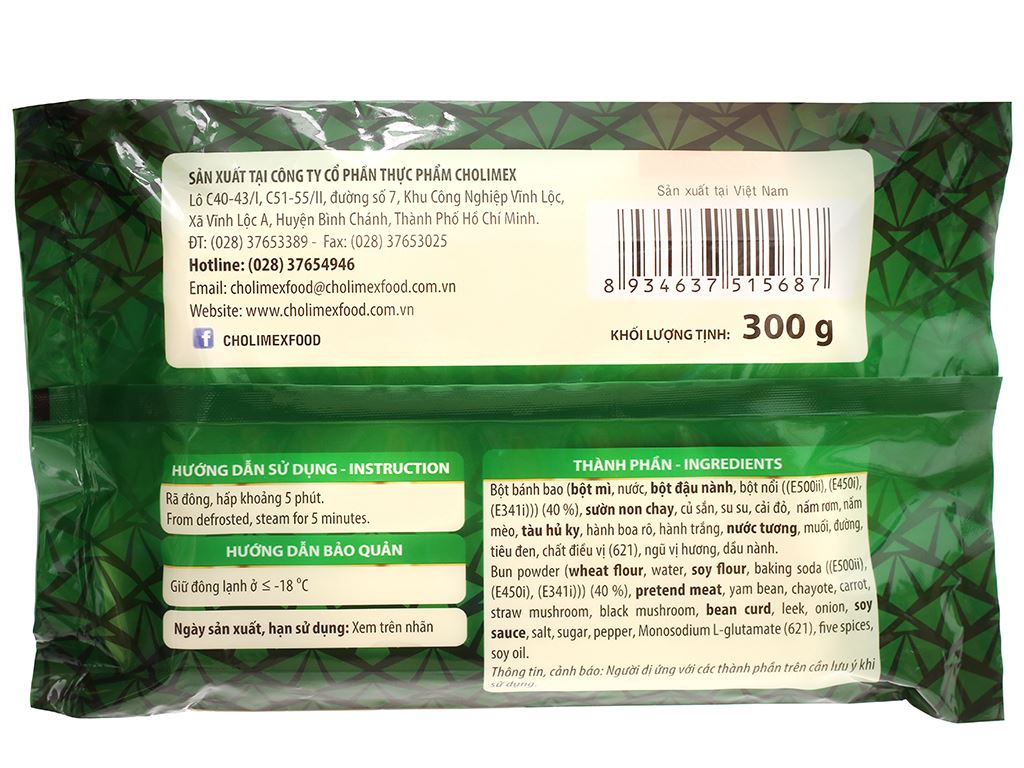 SẢN XUẤT TẠI CÔNG TY CỔ PHẦN THỰC PHẨM CHOLIMEX
Lô C40-43/I, C51-55/II, đường số 7, Khu Công Nghiệp Vĩnh Lộc,
Xã Vĩnh Lộc A, Huyện Bình Chánh, Thành Phố Hồ Chí Minh.
ĐT: (028) 37653389 - Fax: (028) 37653025
Hotline: (028) 37654946
Email: cholimexfood@cholimexfood.com.vn
Website: www.cholimexfood.com.vn
f CHOLIMEXFOOD
Sản xuất tại Việt Nam
8 934637 515687
KHỐI LƯỢNG TỊNH: 300 g
HƯỚNG DẪN SỬ DỤNG - INSTRUCTION
Rã đông, hấp khoảng 5 phút.
From defrosted, steam for 5 minutes.
HƯỚNG DẪN BẢO QUẢN
Giữ đông lạnh ở ≤ -18 °C
Ngày sản xuất, hạn sử dụng: Xem trên nhãn
THÀNH PHẦN - INGREDIENTS
Bột bánh bao (bột mì, nước, bột đậu nành, bột nổi ((E500ii), (E450i),
(E341i))) (40 %), sườn non chay, củ sắn, su su, cải đỏ, nấm rơm, nấm
mèo, tàu hủ ky, hành boa rô, hành trắng, nước tương, muối, đường,
tiêu đen, chất điều vị (621), ngũ vị hương, dầu nành.
Bun powder (wheat flour, water, soy flour, baking soda ((E500ii),
(E450i), (E341i))) (40 %), pretend meat, yam bean, chayote, carrot,
straw mushroom, black mushroom, bean curd, leek, onion, soy
sauce, salt, sugar, pepper, Monosodium L-glutamate (621), five spices,
soy oil.
Thông tin, cảnh báo: Người dị ứng với các thành phần trên cần lưu ý khi
sử dụng.